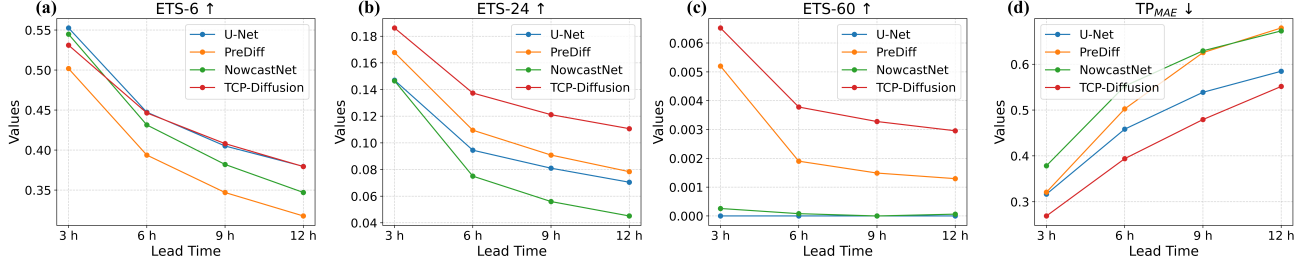 (a) ETS-6 ↑
U-Net
PreDiff
NowcastNet
TCP-Diffusion
Values
0.55
0.50
0.45
0.40
0.35
3 h 6 h 9 h 12 h
Lead Time
(b) ETS-24 ↑
U-Net
PreDiff
NowcastNet
TCP-Diffusion
Values
0.18
0.16
0.14
0.12
0.10
0.08
0.06
0.04
3 h 6 h 9 h 12 h
Lead Time
(c) ETS-60 ↑
U-Net
PreDiff
NowcastNet
TCP-Diffusion
Values
0.006
0.005
0.004
0.003
0.002
0.001
0.000
3 h 6 h 9 h 12 h
Lead Time
(d) TP_MAE ↓
U-Net
PreDiff
NowcastNet
TCP-Diffusion
Values
0.6
0.5
0.4
0.3
3 h 6 h 9 h 12 h
Lead Time